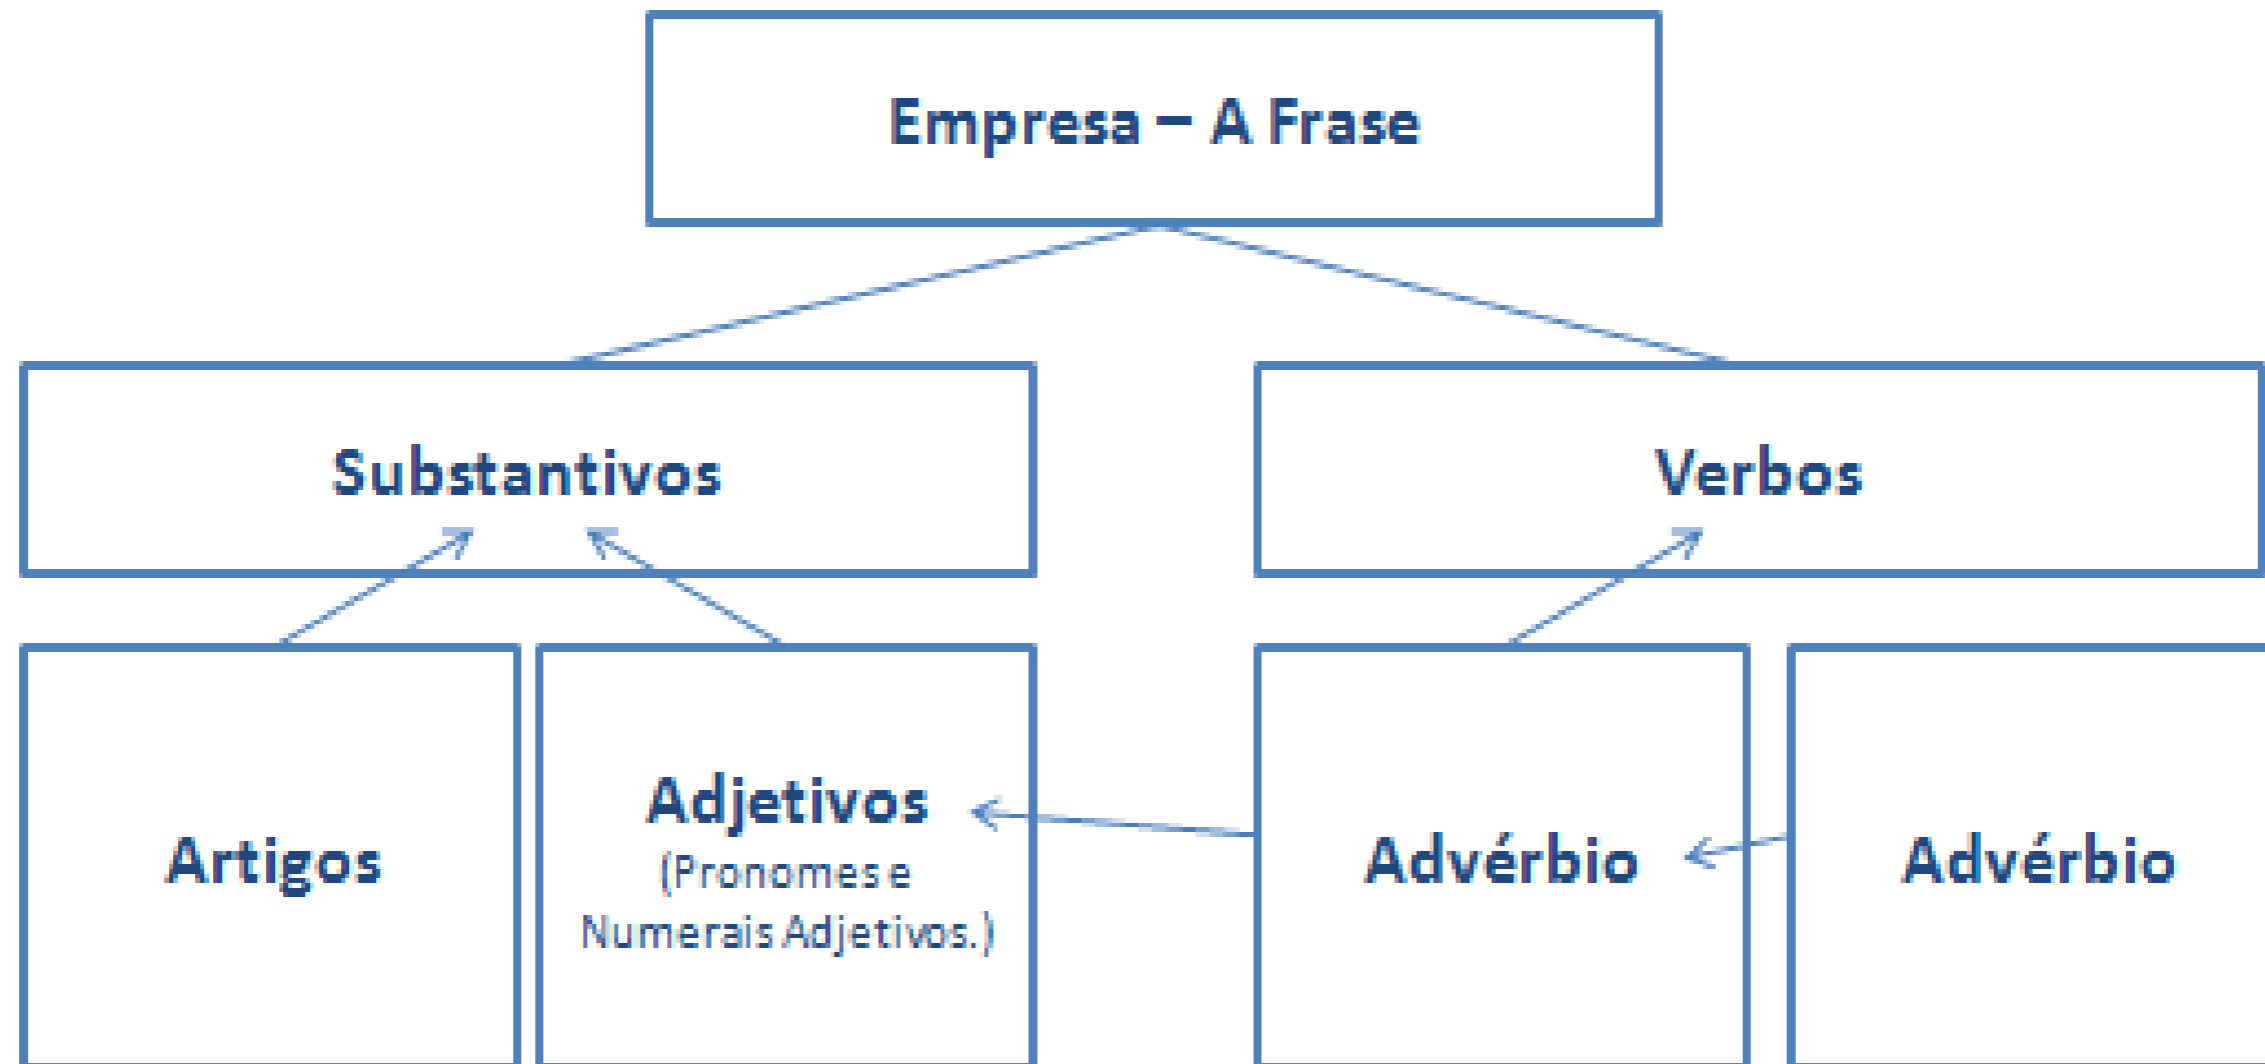 Empresa – A Frase
Substantivos
Verbos
Artigos
Adjetivos
(Pronomes e
Numerais Adjetivos.)
Advérbio
Advérbio